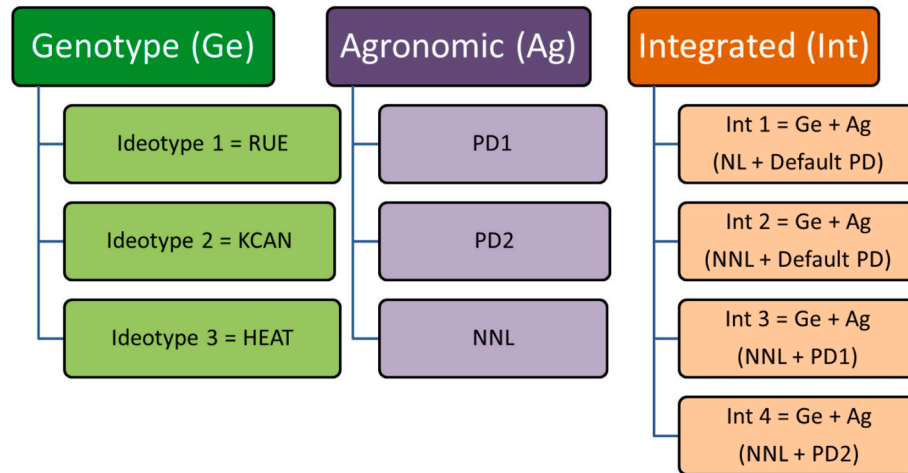 Genotype (Ge)
Ideotype 1 = RUE
Ideotype 2 = KCAN
Ideotype 3 = HEAT
Agronomic (Ag)
PD1
PD2
NNL
Integrated (Int)
Int 1 = Ge + Ag
(NL + Default PD)
Int 2 = Ge + Ag
(NNL + Default PD)
Int 3 = Ge + Ag
(NNL + PD1)
Int 4 = Ge + Ag
(NNL + PD2)